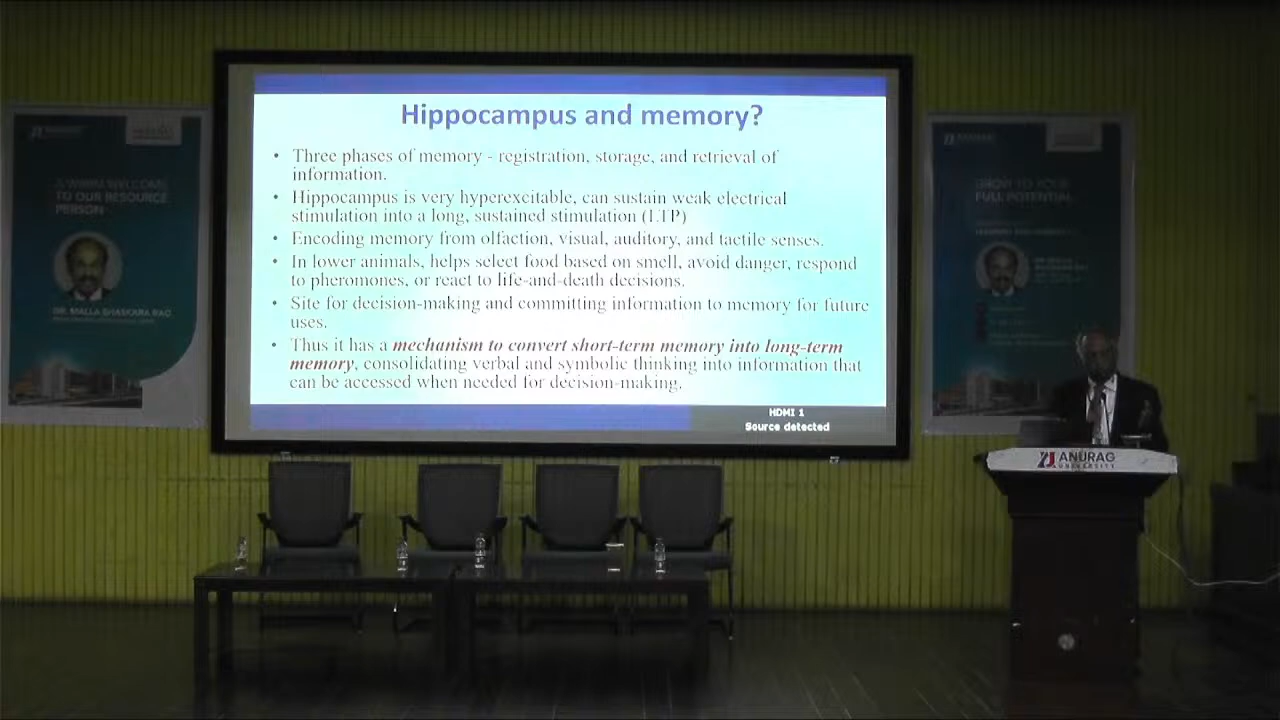 Hippocampus and memory?
• Three phases of memory - registration, storage, and retrieval of
information.
• Hippocampus is very hyperexcitable, can sustain weak electrical
stimulation into a long, sustained stimulation (LTP)
• Encoding memory from olfaction, visual, auditory, and tactile senses.
• In lower animals, helps select food based on smell, avoid danger, respond
to pheromones, or react to life-and-death decisions.
• Site for decision-making and committing information to memory for future
uses.
• Thus it has a mechanism to convert short-term memory into long-term
memory, consolidating verbal and symbolic thinking into information that
can be accessed when needed for decision-making.
HDMI 1
Source detected
ANURAG
TO OUR RESOURCE
PERSON
DR. MALLA BHASKARA RAO
GROW TO YOUR
FULL POTENTIAL
ANURAG
UNIVERSITY